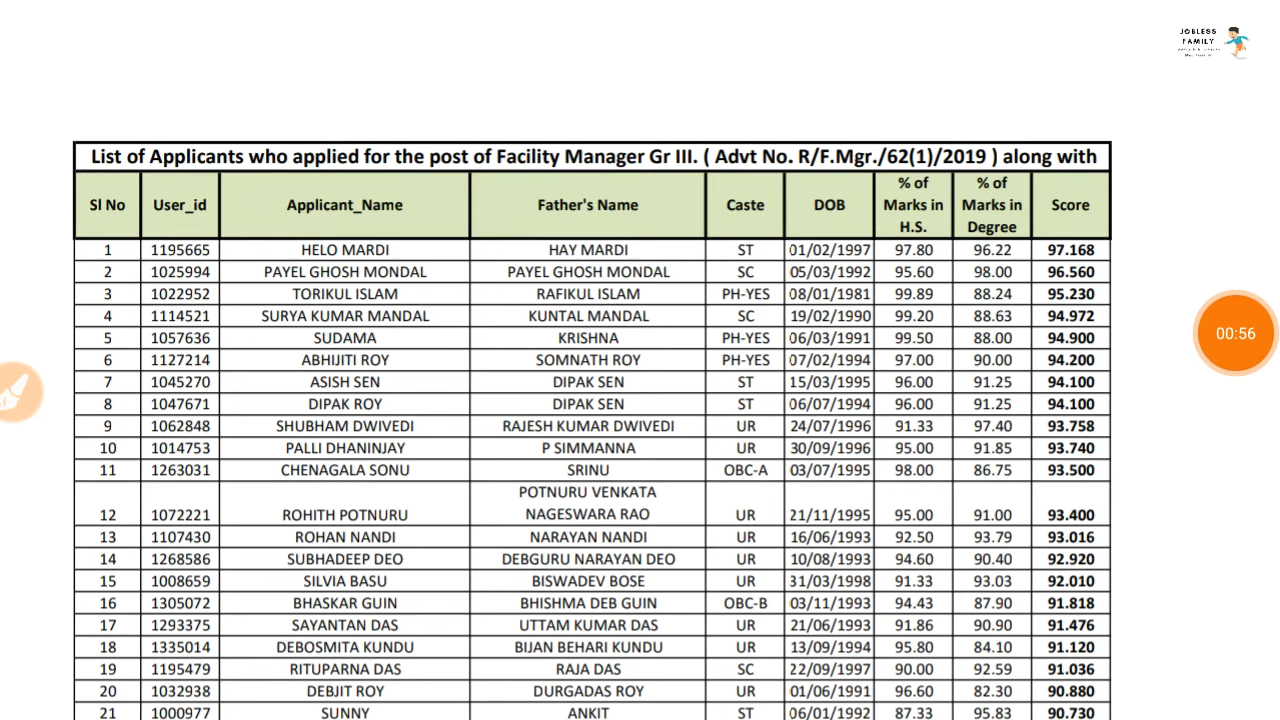 JOBLESS
FAMILY
List of Applicants who applied for the post of Facility Manager Gr III. ( Advt No. R/F.Mgr./62(1)/2019 ) along with
Sl No User_id Applicant_Name Father's Name Caste DOB % of Marks in H.S. % of Marks in Degree Score
1 1195665 HELO MARDI HAY MARDI ST 01/02/1997 97.80 96.22 97.168
2 1025994 PAYEL GHOSH MONDAL PAYEL GHOSH MONDAL SC 05/03/1992 95.60 98.00 96.560
3 1022952 TORIKUL ISLAM RAFIKUL ISLAM PH-YES 08/01/1981 99.89 88.24 95.230
4 1114521 SURYA KUMAR MANDAL KUNTAL MANDAL SC 19/02/1990 99.20 88.63 94.972
5 1057636 SUDAMA KRISHNA PH-YES 06/03/1991 99.50 88.00 94.900
6 1127214 ABHIJITI ROY SOMNATH ROY PH-YES 07/02/1994 97.00 90.00 94.200
7 1045270 ASISH SEN DIPAK SEN ST 15/03/1995 96.00 91.25 94.100
8 1047671 DIPAK ROY DIPAK SEN ST 06/07/1994 96.00 91.25 94.100
9 1062848 SHUBHAM DWIVEDI RAJESH KUMAR DWIVEDI UR 24/07/1996 91.33 97.40 93.758
10 1014753 PALLI DHANINJAY P SIMMANNA UR 30/09/1996 95.00 91.85 93.740
11 1263031 CHENAGALA SONU SRINU OBC-A 03/07/1995 98.00 86.75 93.500
12 1072221 ROHITH POTNURU POTNURU VENKATA NAGESWARA RAO UR 21/11/1995 95.00 91.00 93.400
13 1107430 ROHAN NANDI NARAYAN NANDI UR 16/06/1993 92.50 93.79 93.016
14 1268586 SUBHADEEP DEO DEBGURU NARAYAN DEO UR 10/08/1993 94.60 90.40 92.920
15 1008659 SILVIA BASU BISWADEV BOSE UR 31/03/1998 91.33 93.03 92.010
16 1305072 BHASKAR GUIN BHISHMA DEB GUIN OBC-B 03/11/1993 94.43 87.90 91.818
17 1293375 SAYANTAN DAS UTTAM KUMAR DAS UR 21/06/1993 91.86 90.90 91.476
18 1335014 DEBOSMITA KUNDU BIJAN BEHARI KUNDU UR 13/09/1994 95.80 84.10 91.120
19 1195479 RITUPARNA DAS RAJA DAS SC 22/09/1997 90.00 92.59 91.036
20 1032938 DEBJIT ROY DURGADAS ROY UR 01/06/1991 96.60 82.30 90.880
21 1000977 SUNNY ANKIT ST 06/01/1992 87.33 95.83 90.730
00:56